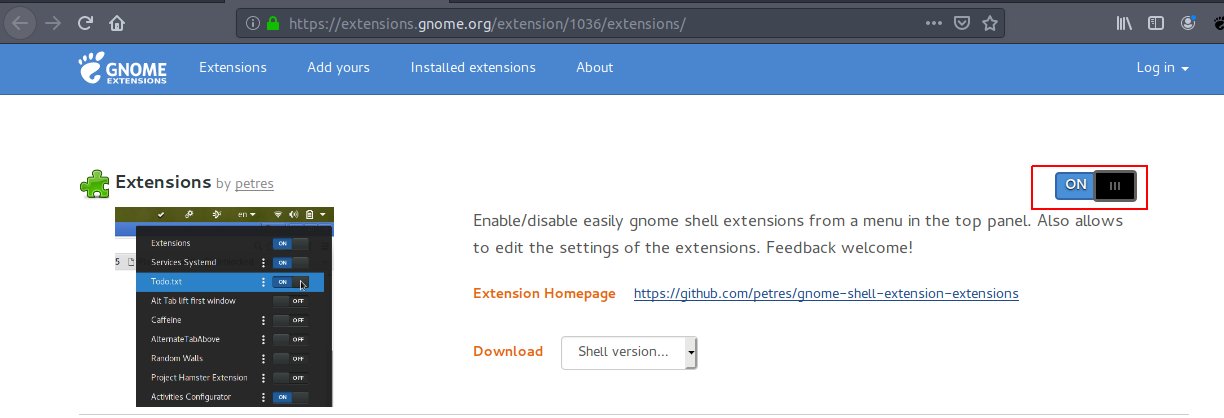 https://extensions.gnome.org/extension/1036/extensions/
GNOME
EXTENSIONS
Extensions
Add yours
Installed extensions
About
Log in
Extensions by petres
ON
en
Extensions ON
Services Systemd ON
5
Todo.txt ON
Alt Tab lift first window OFF
Caffeine OFF
AlternateTabAbove OFF
Random Walls OFF
Project Hamster Extension OFF
Activities Configurator ON
Enable/disable easily gnome shell extensions from a menu in the top panel. Also allows
to edit the settings of the extensions. Feedback welcome!
Extension Homepage https://github.com/petres/gnome-shell-extension-extensions
Download Shell version...